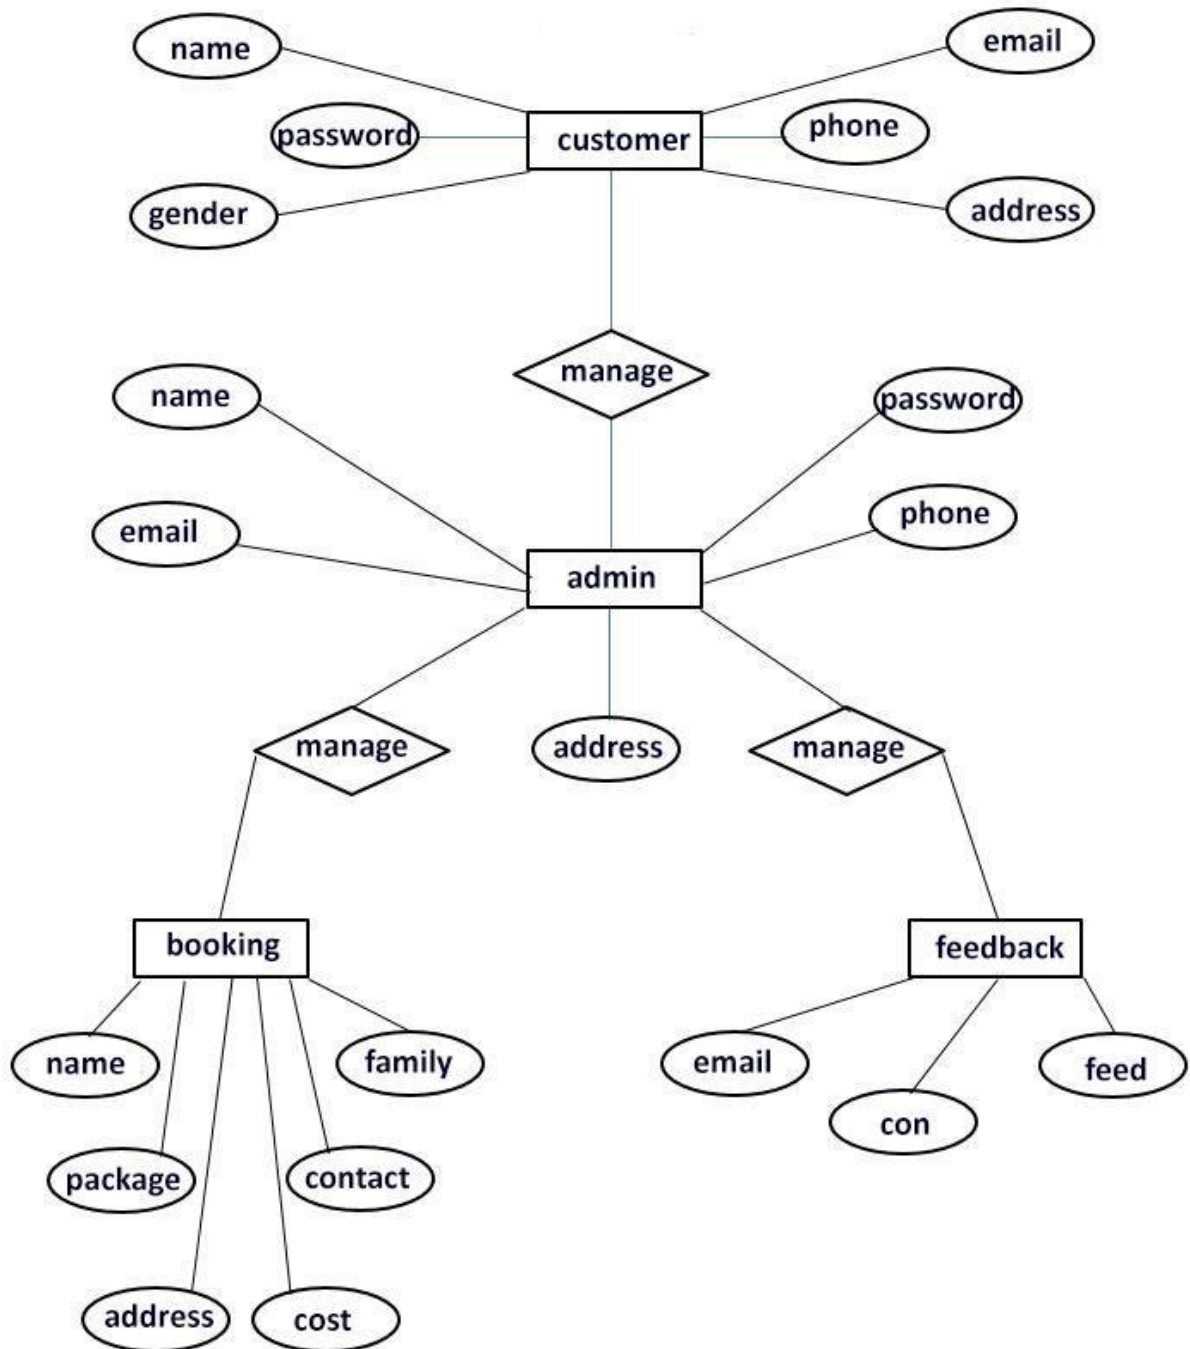 name
email
password
customer
phone
gender
address
manage
name
password
email
phone
admin
manage
address
manage
booking
feedback
name
family
email
feed
con
package
contact
address
cost